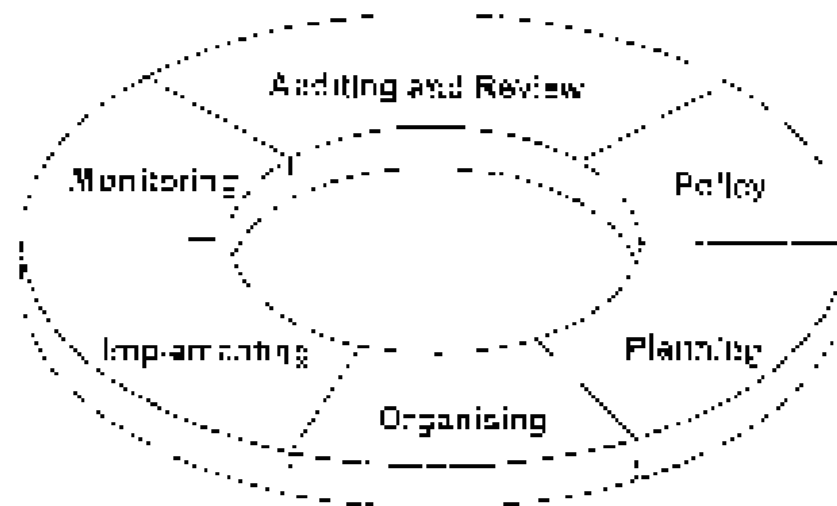 Auditing and Review
Monitoring
Policy
Implementing
Planning
Organising